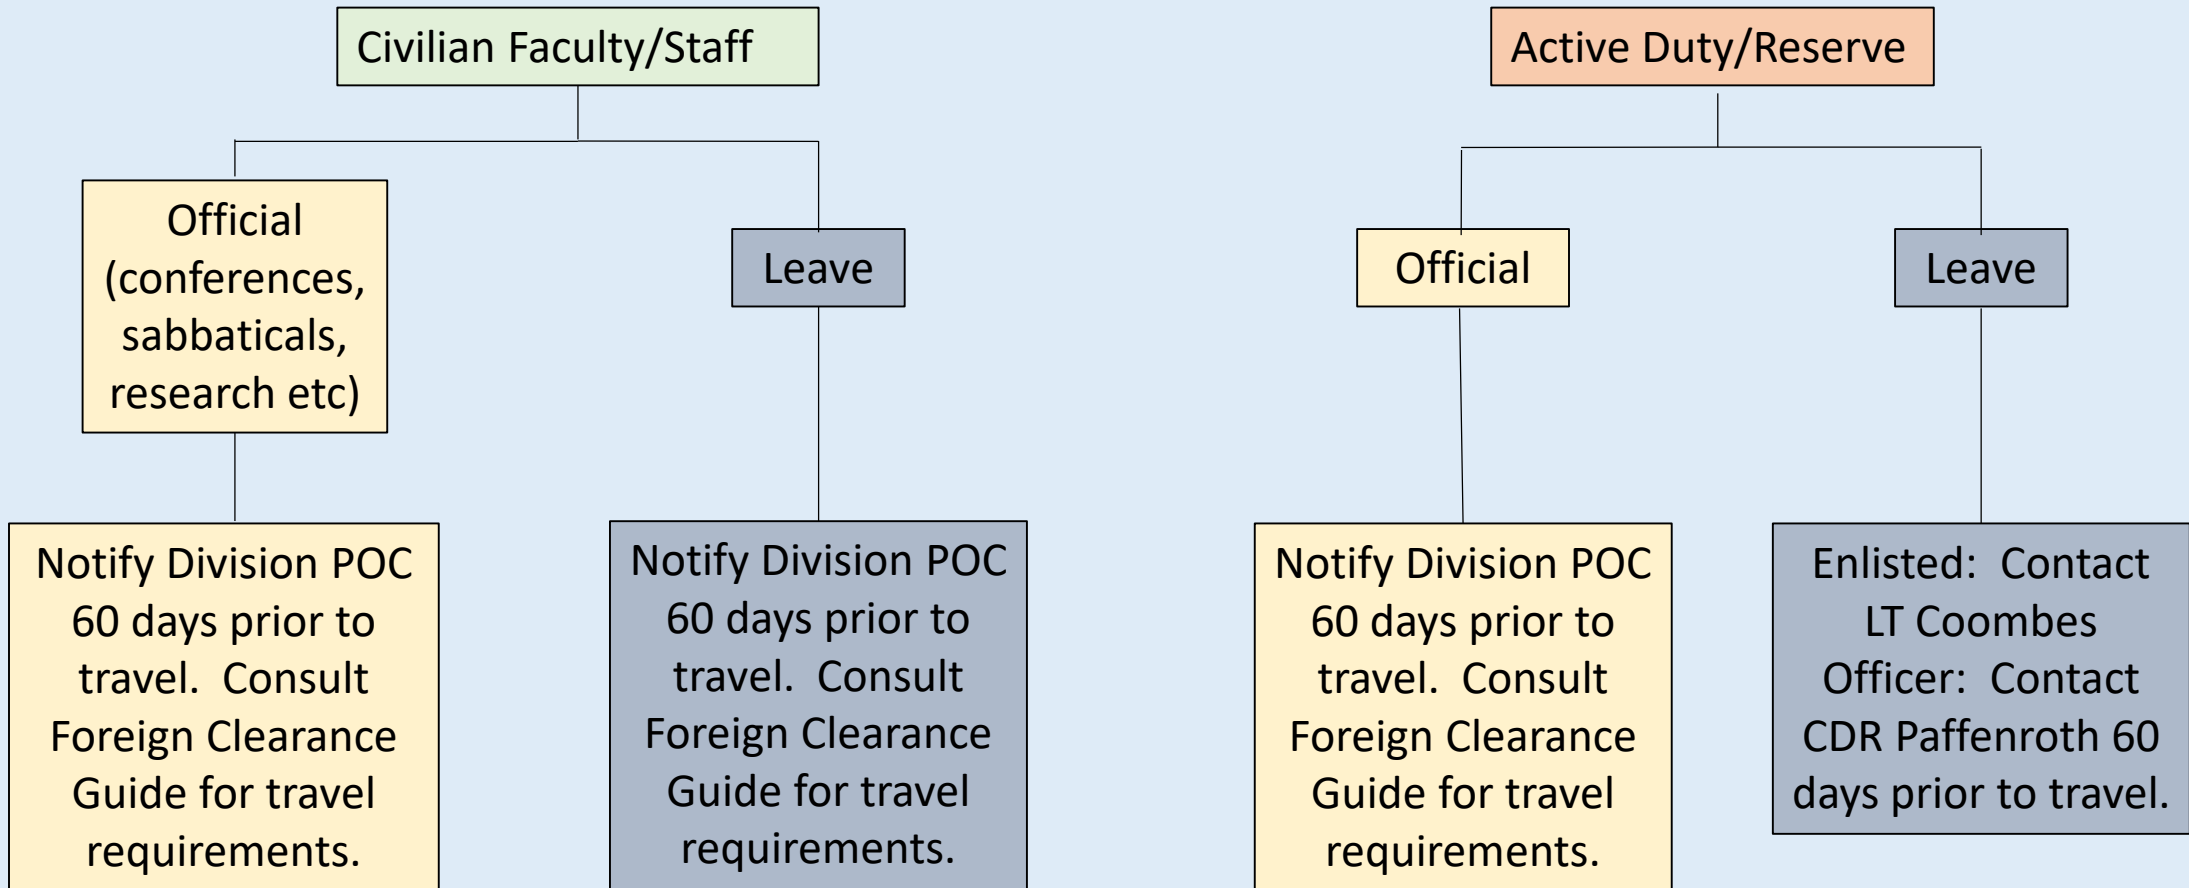 Civilian Faculty/Staff
Active Duty/Reserve
Official
(conferences,
sabbaticals,
research etc)
Leave
Official
Leave
Notify Division POC
60 days prior to
travel.  Consult
Foreign Clearance
Guide for travel
requirements.
Notify Division POC
60 days prior to
travel.  Consult
Foreign Clearance
Guide for travel
requirements.
Notify Division POC
60 days prior to
travel.  Consult
Foreign Clearance
Guide for travel
requirements.
Enlisted:  Contact
LT Coombes
Officer:  Contact
CDR Paffenroth 60
days prior to travel.